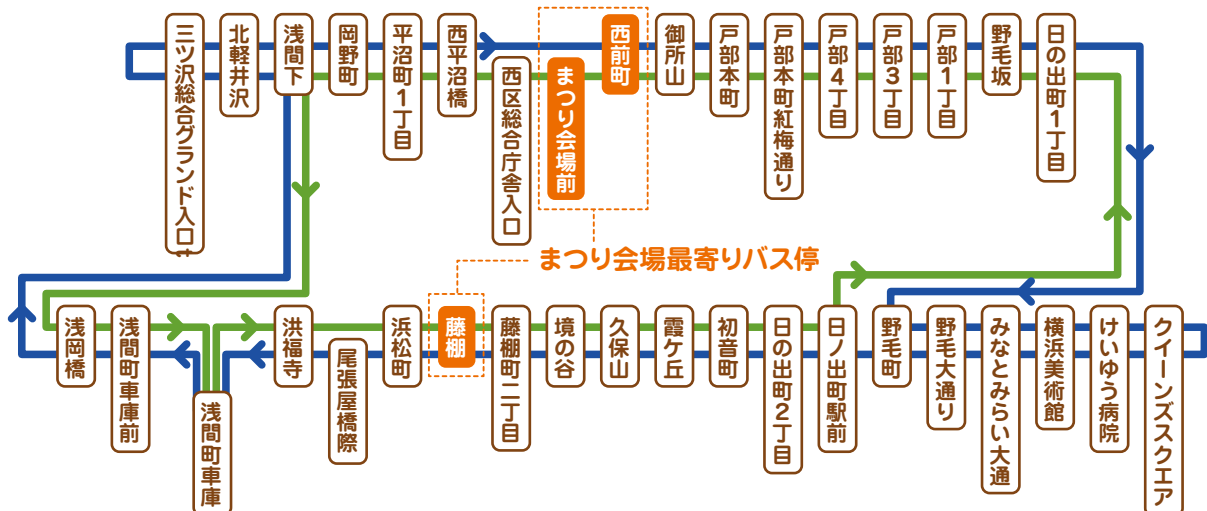 三ツ沢総合グランド入口
北軽井沢
浅間下
岡野町
平沼町1丁目
西平沼橋
西区総合庁舎入口
まつり会場前
西前町
御所山
戸部本町
戸部本町紅梅通り
戸部4丁目
戸部3丁目
戸部1丁目
野毛坂
日の出町1丁目
まつり会場最寄りバス停
浅岡橋
浅間町車庫前
浅間町車庫
洪福寺
尾張屋橋際
浜松町
藤棚
藤棚町二丁目
境の谷
久保山
霞ケ丘
初音町
日の出町2丁目
日ノ出町駅前
野毛町
野毛大通り
みなとみらい大通
横浜美術館
けいゆう病院
クイーンズスクエア